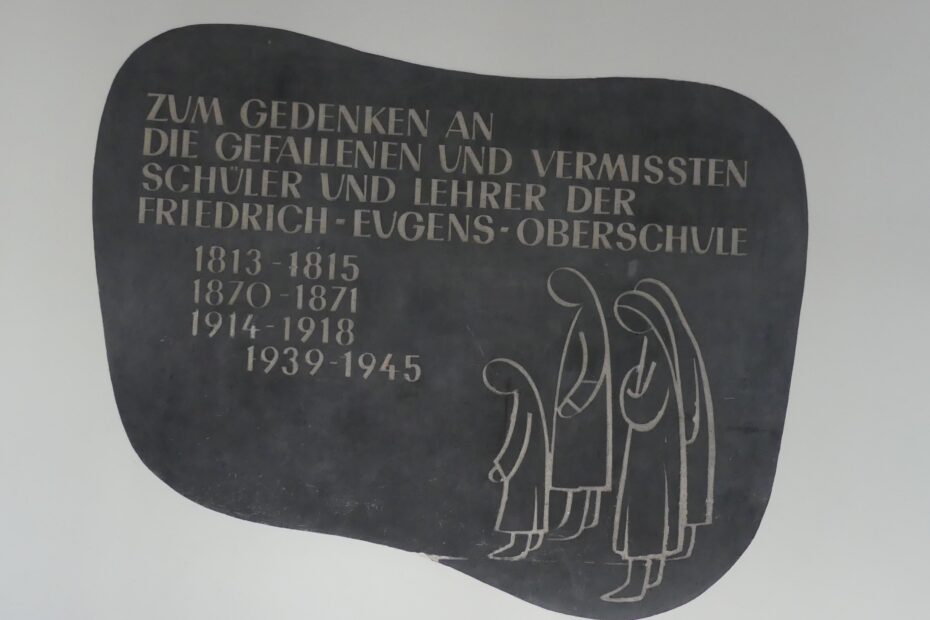 ZUM GEDENKEN AN
DIE GEFALLENEN UND VERMISSTEN
SCHÜLER UND LEHRER DER
FRIEDRICH-EUGENS-OBERSCHULE
1813-1815
1870-1871
1914-1918
1939-1945